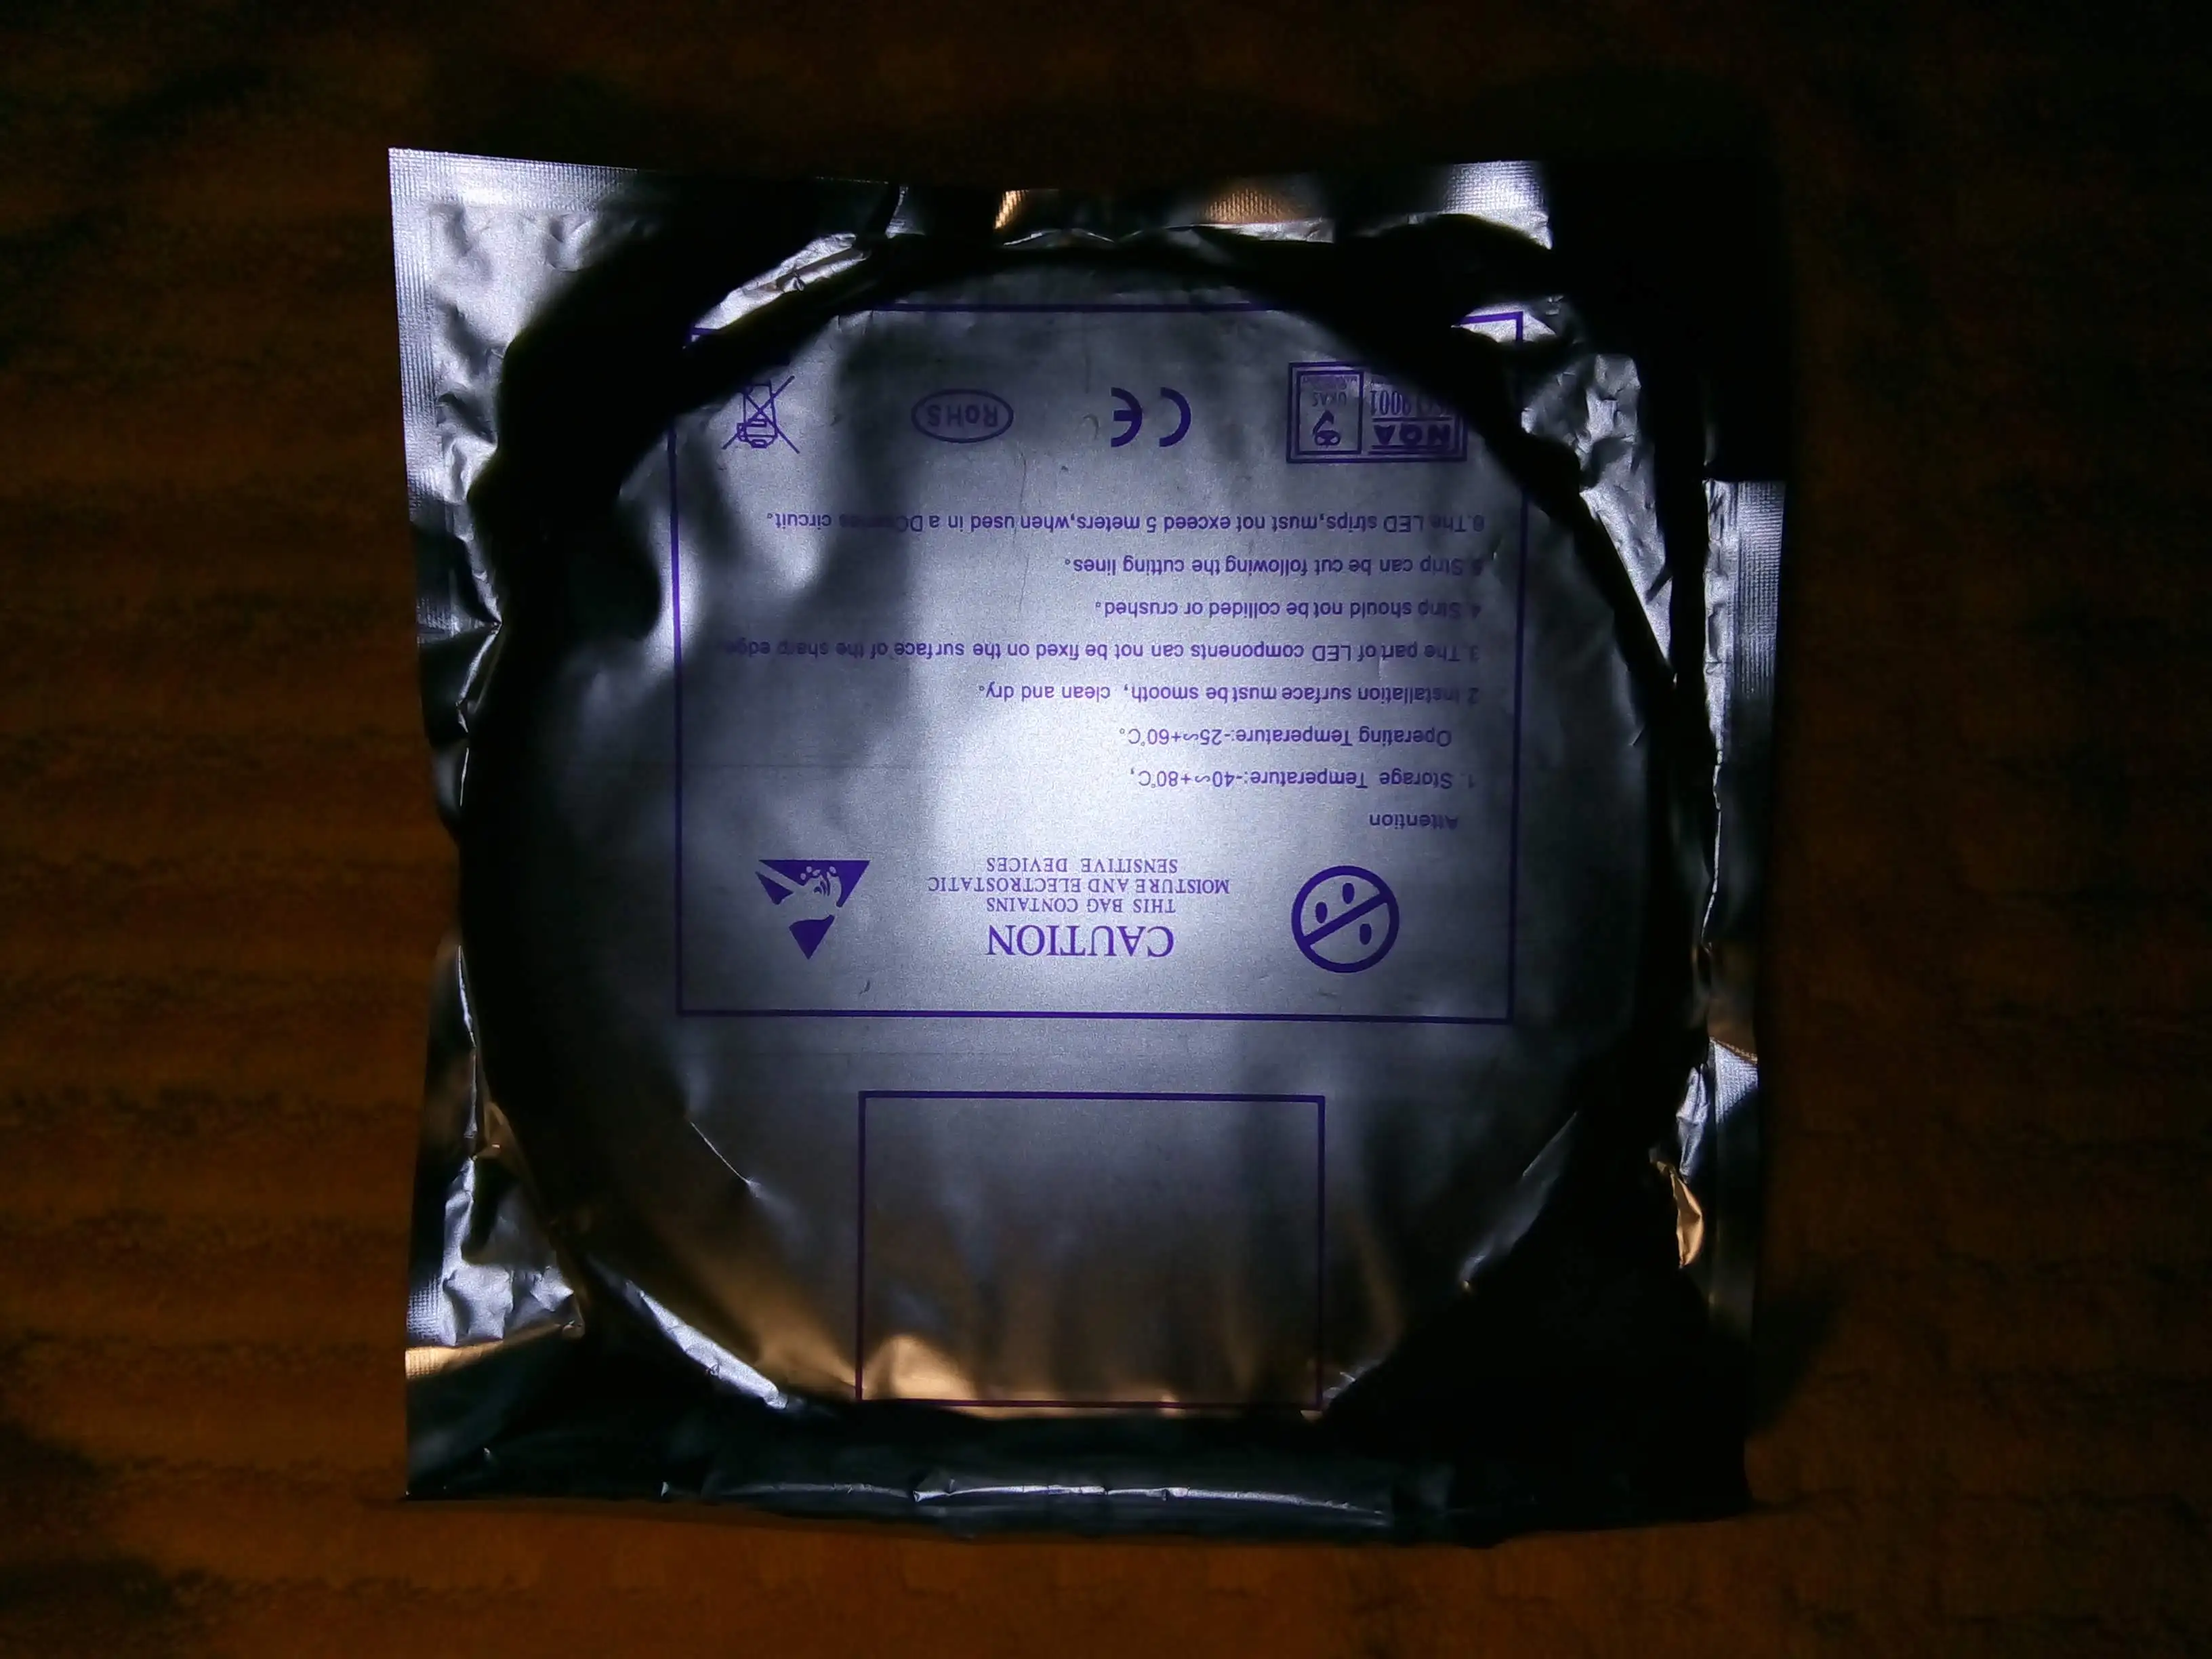 CAUTION
THIS BAG CONTAINS
MOISTURE AND ELECTROSTATIC
SENSITIVE DEVICES
Attention
1. Storage Temperature:-40~+80℃,
Operating Temperature:-25~+60℃。
2 Installation surface must be smooth, clean and dry。
3.The part of LED components can not be fixed on the surface of the sharp edge。
4.Strip should not be collided or crushed。
5.Strip can be cut following the cutting lines。
6.The LED strips,must not exceed 5 meters,when used in a DC circuit。
NQA
9001
UKAS
CE
RoHS